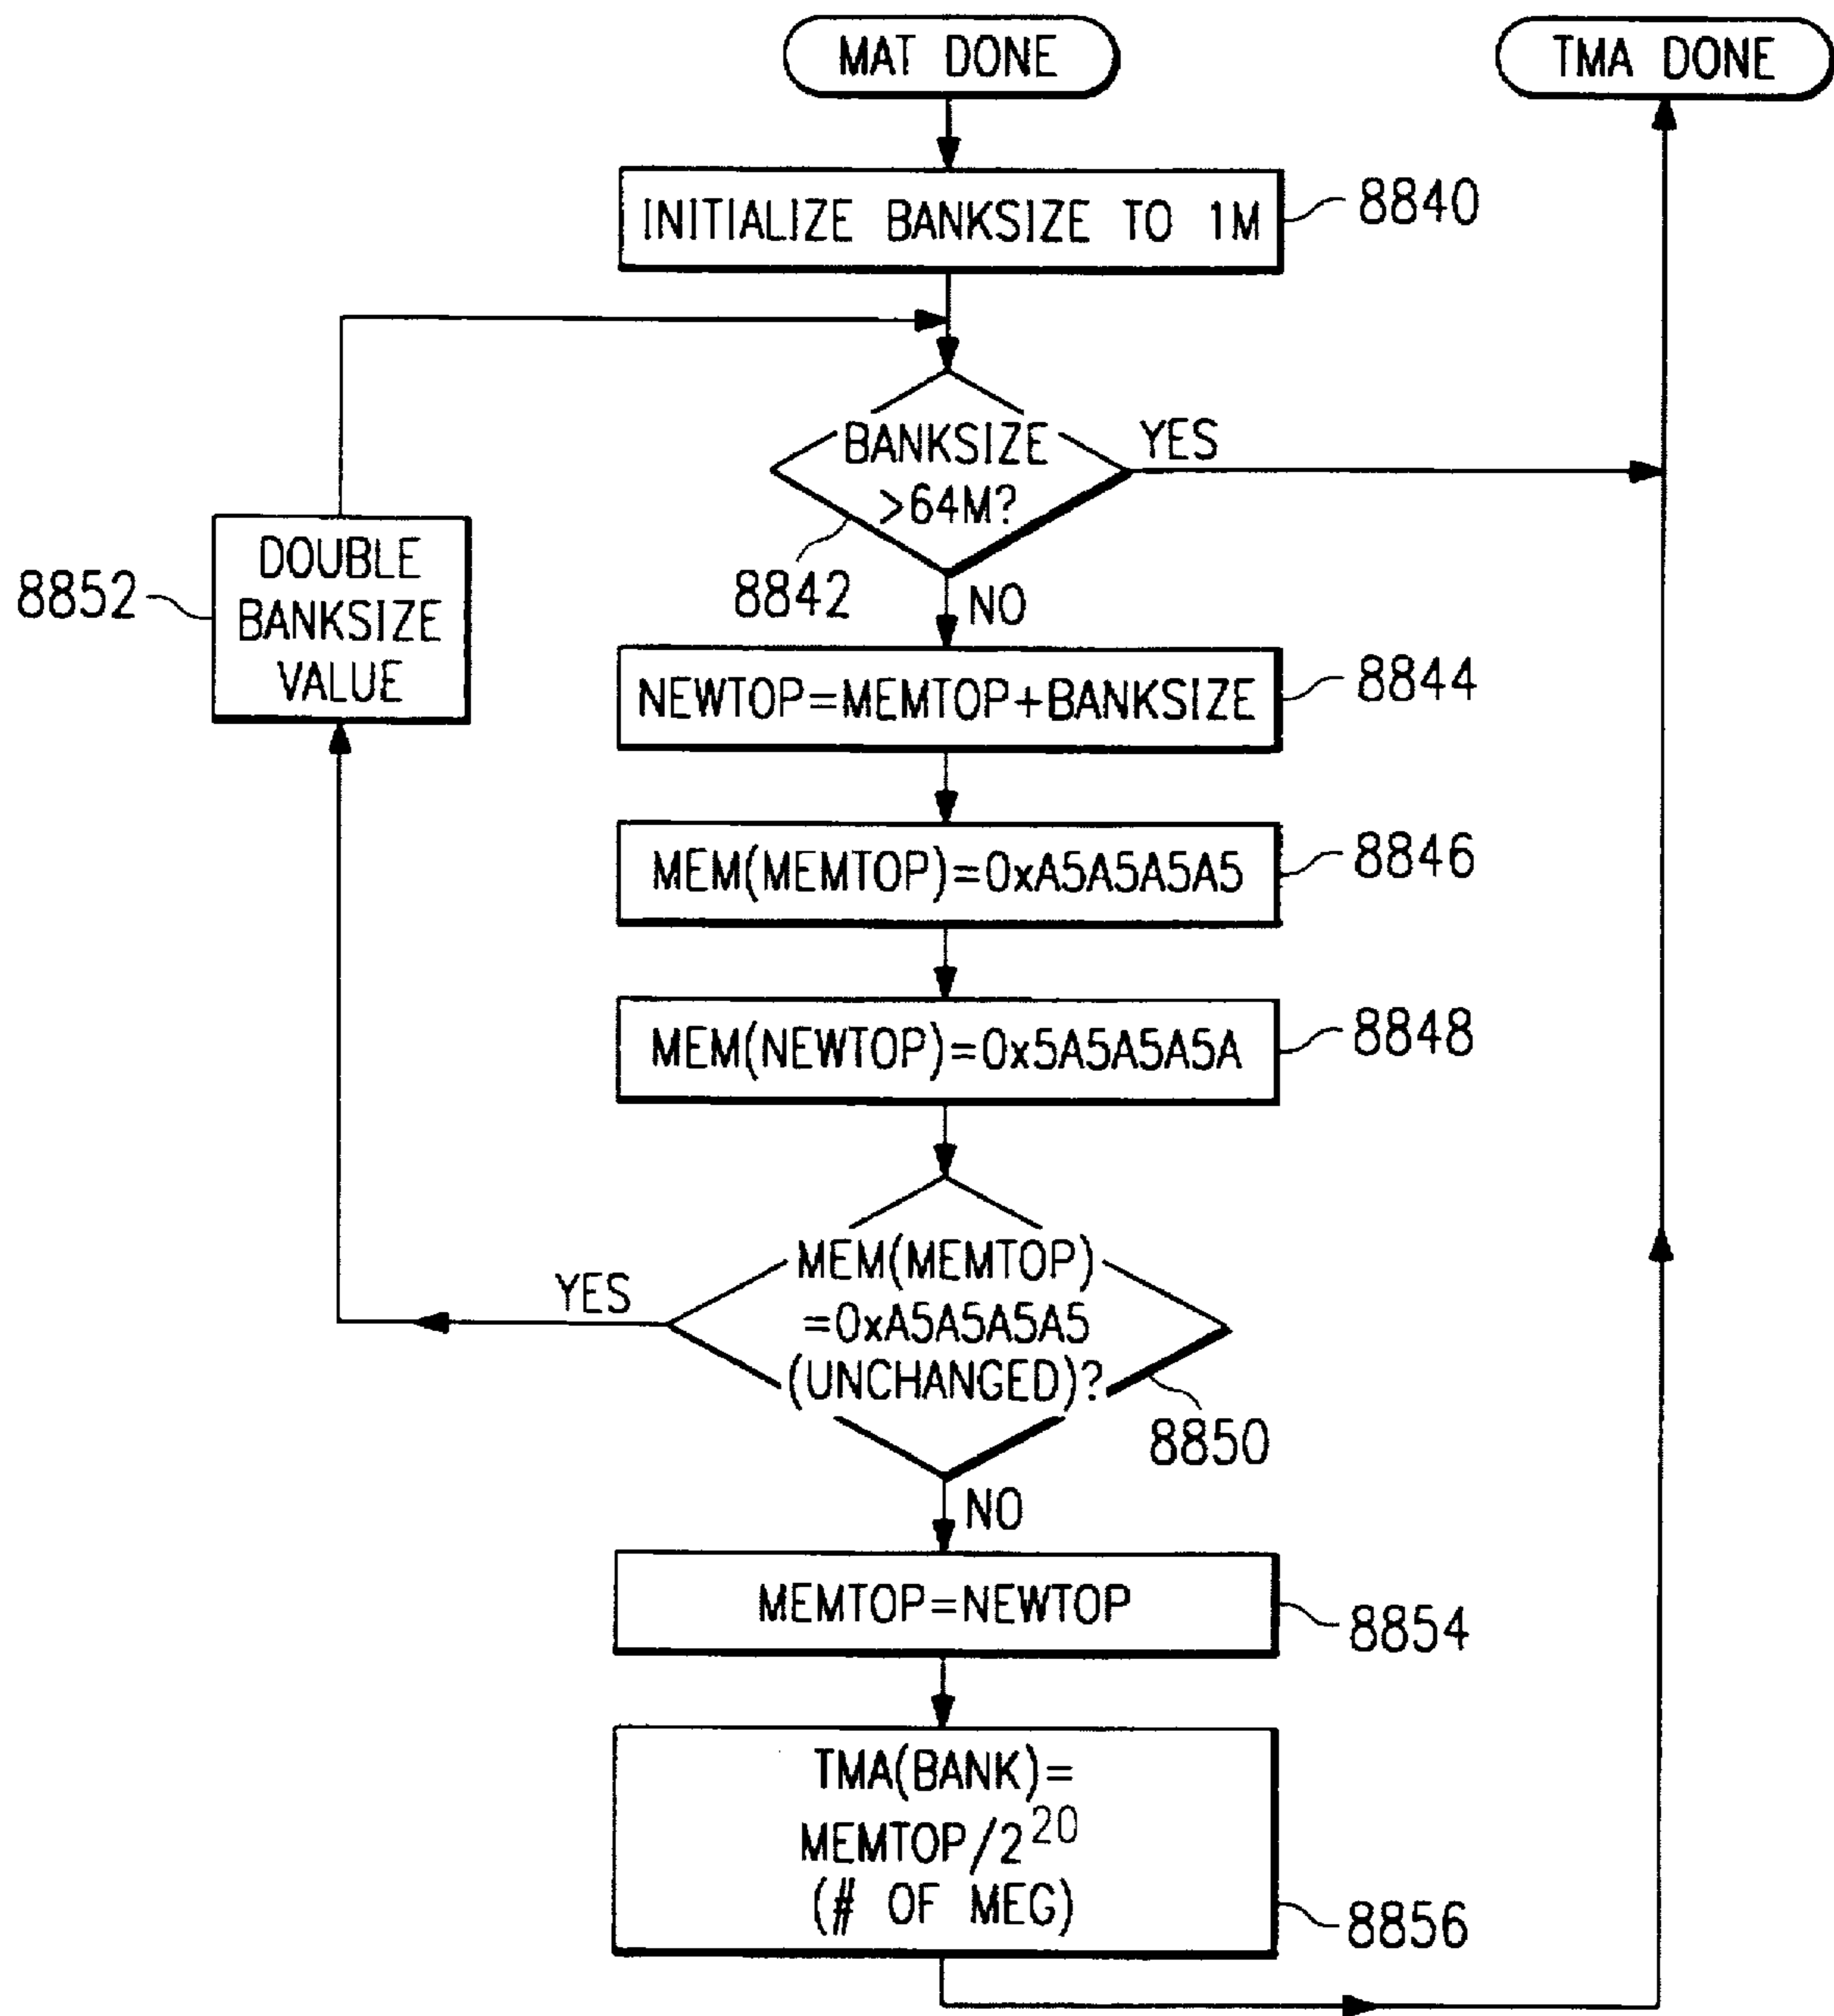 MAT DONE
TMA DONE
INITIALIZE BANKSIZE TO 1M
8840
BANKSIZE
>64M?
YES
8842
NO
DOUBLE
BANKSIZE
VALUE
8852
NEWTOP=MEMTOP+BANKSIZE
8844
MEM(MEMTOP)=0xA5A5A5A5
8846
MEM(NEWTOP)=0x5A5A5A5A
8848
MEM(MEMTOP)
=0xA5A5A5A5
(UNCHANGED)?
YES
8850
NO
MEMTOP=NEWTOP
8854
TMA(BANK)=
MEMTOP/2^20
(# OF MEG)
8856